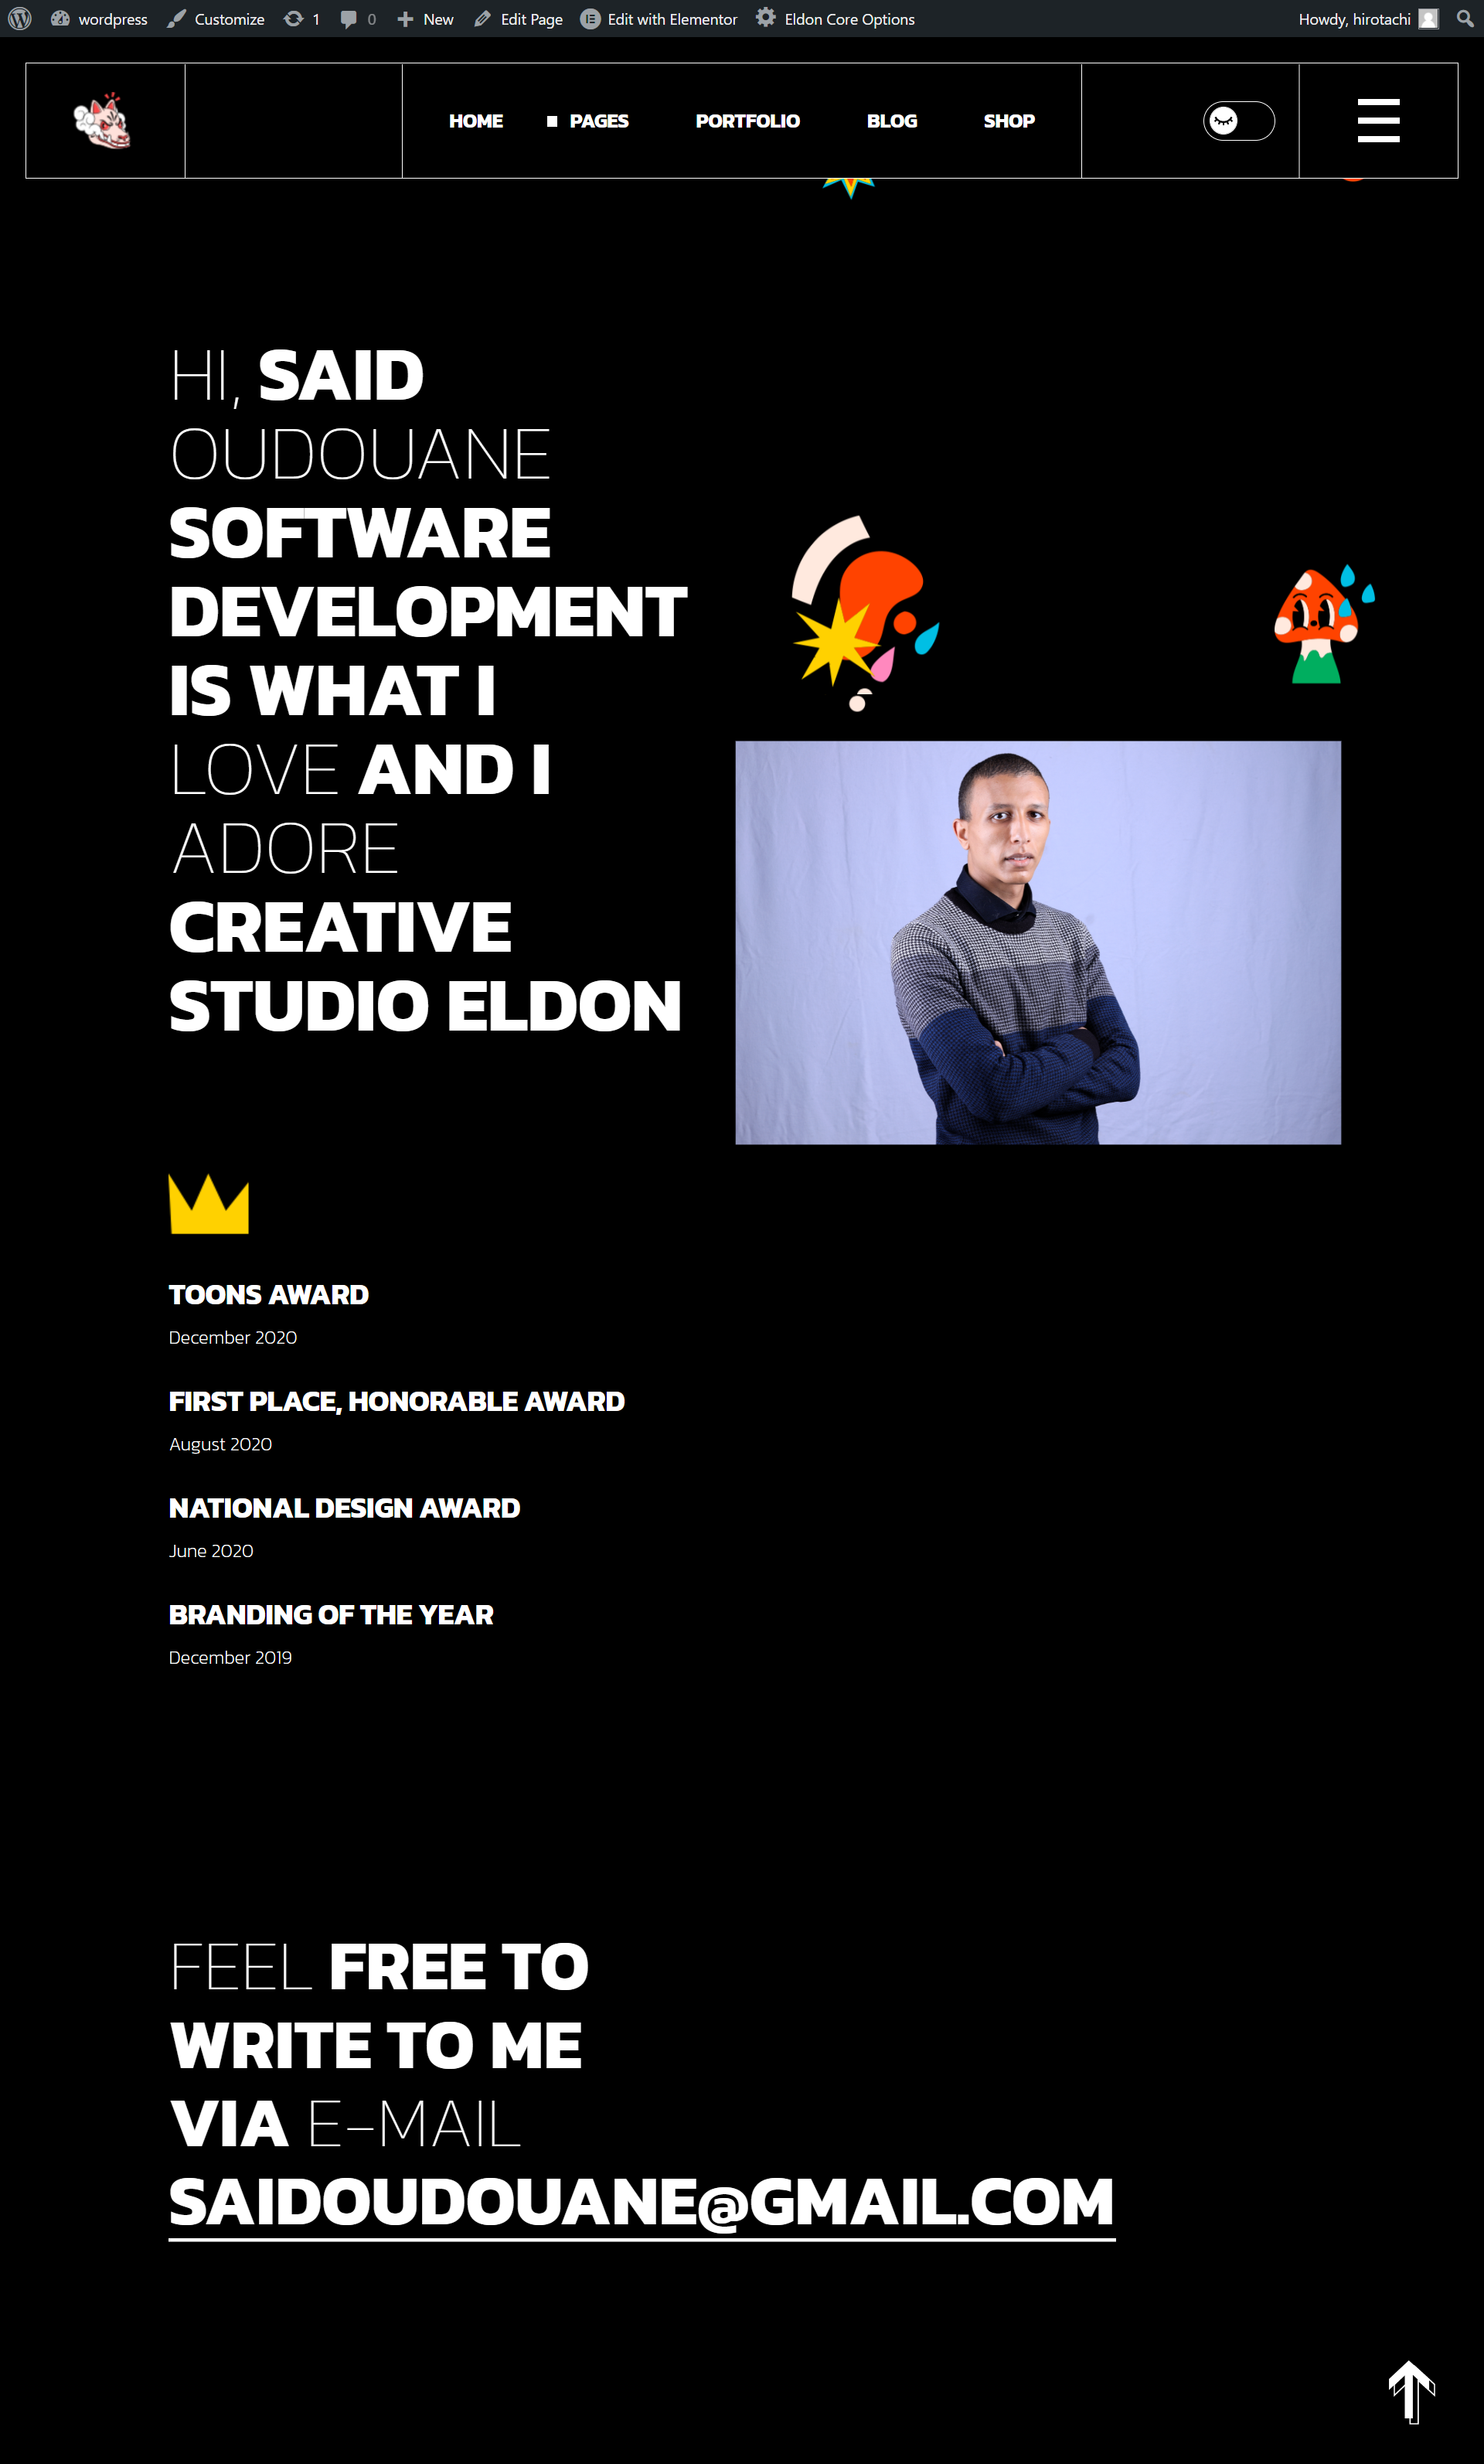 wordpress Customize 1 0 New Edit Page Edit with Elementor Eldon Core Options Howdy, hirotachi
HOME PAGES PORTFOLIO BLOG SHOP
HI, SAID
OUDOUANE
SOFTWARE
DEVELOPMENT
IS WHAT I
LOVE AND I
ADORE
CREATIVE
STUDIO ELDON
TOONS AWARD
December 2020
FIRST PLACE, HONORABLE AWARD
August 2020
NATIONAL DESIGN AWARD
June 2020
BRANDING OF THE YEAR
December 2019
FEEL FREE TO
WRITE TO ME
VIA E-MAIL
SAIDOUDOUANE@GMAIL.COM